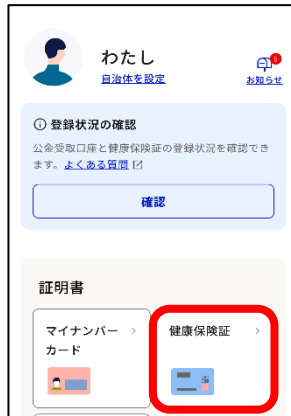 わたし
自治体を設定
5
お知らせ
登録状況の確認
公金受取口座と健康保険証の登録状況を確認でき
ます。よくある質問
確認
証明書
マイナンバー
カード
健康保険証